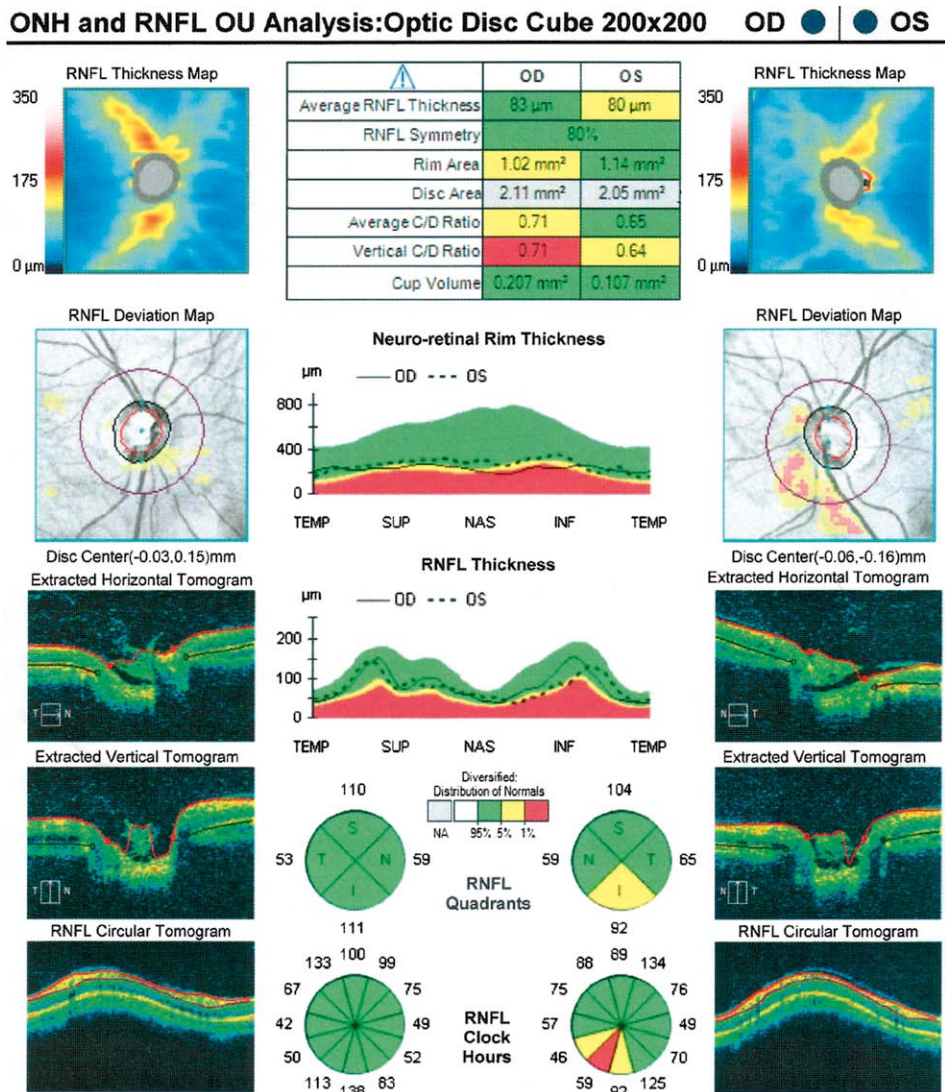 ONH and RNFL OU Analysis:Optic Disc Cube 200x200 OD OS
RNFL Thickness Map
350
175
0 µm
OD OS
Average RNFL Thickness 83 µm 80 µm
RNFL Symmetry 80%
Rim Area 1.02 mm² 1.14 mm²
Disc Area 2.11 mm² 2.05 mm²
Average C/D Ratio 0.71 0.65
Vertical C/D Ratio 0.71 0.64
Cup Volume 0.207 mm³ 0.107 mm³
RNFL Thickness Map
350
175
0 µm
RNFL Deviation Map
Disc Center(-0.03,0.15)mm
Extracted Horizontal Tomogram
T N
Extracted Vertical Tomogram
T N
RNFL Circular Tomogram
Neuro-retinal Rim Thickness
µm OD OS
800
400
0
TEMP SUP NAS INF TEMP
RNFL Thickness
µm OD OS
200
100
0
TEMP SUP NAS INF TEMP
Diversified:
Distribution of Normals
NA 95% 5% 1%
110
S
53 T N 59
I
111
RNFL
Quadrants
104
S
59 N T 65
I
92
100
133 99
67 75
42 49
50 52
113 83
138
RNFL
Clock
Hours
89
88 134
75 76
57 49
46 70
59 125
92
RNFL Deviation Map
Disc Center(-0.06,-0.16)mm
Extracted Horizontal Tomogram
N T
Extracted Vertical Tomogram
T N
RNFL Circular Tomogram